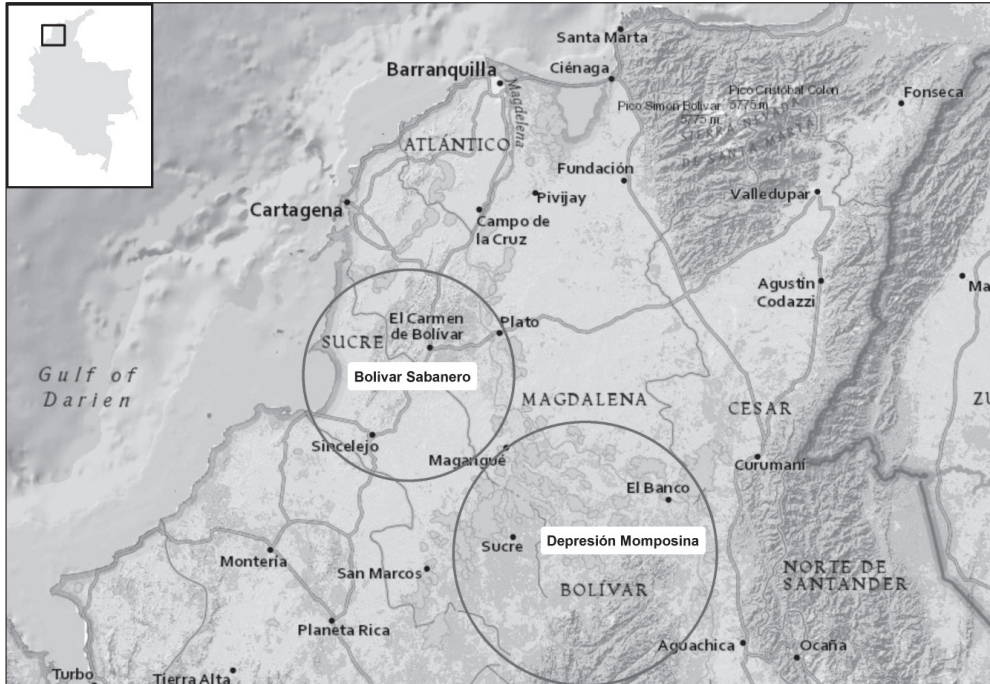 Santa Marta
Barranquilla
Ciénaga
Magdelena
Pico Cristóbal Colón
5775 m
Pico Simón Bolívar
5775 m
SIERRA NEVADA
DE SANTA MARTA
Fonseca
ATLÁNTICO
Fundación
Pivijay
Valledupar
Cartagena
Campo de
la Cruz
Agustín
Codazzi
Ma
El Carmen
de Bolívar
Plato
SUCRE
Bolivar Sabanero
Gulf of
Darien
MAGDALENA
CESAR
ZU
Sincelejo
Magangué
Curumaní
El Banco
Sucre
Depresión Momposina
Montería
San Marcos
BOLÍVAR
NORTE DE
SANTANDER
Planeta Rica
Aguachica
Ocaña
Turbo
Tierra Alta